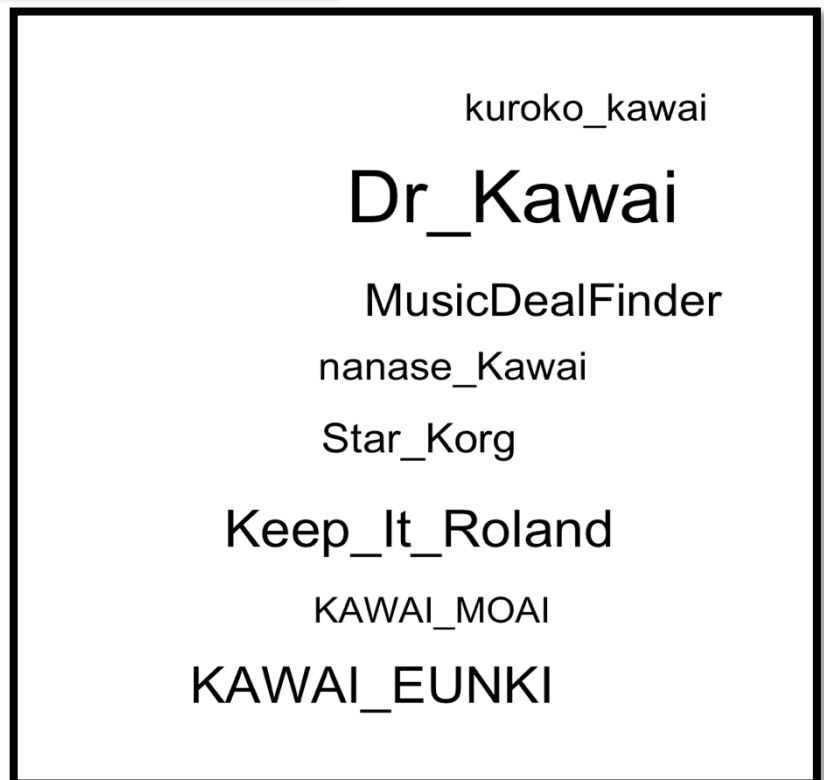 kuroko_kawai
Dr_Kawai
MusicDealFinder
nanase_Kawai
Star_Korg
Keep_It_Roland
KAWAI_MOAI
KAWAI_EUNKI